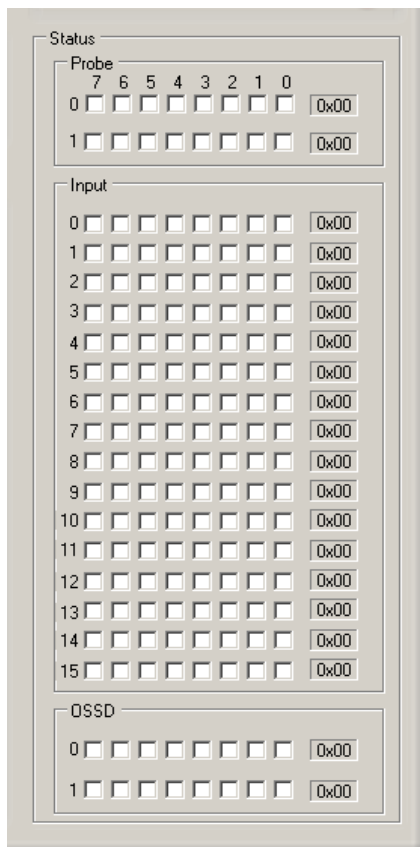 Status
Probe
7 6 5 4 3 2 1 0
0 0x00
1 0x00
Input
0 0x00
1 0x00
2 0x00
3 0x00
4 0x00
5 0x00
6 0x00
7 0x00
8 0x00
9 0x00
10 0x00
11 0x00
12 0x00
13 0x00
14 0x00
15 0x00
OSSD
0 0x00
1 0x00